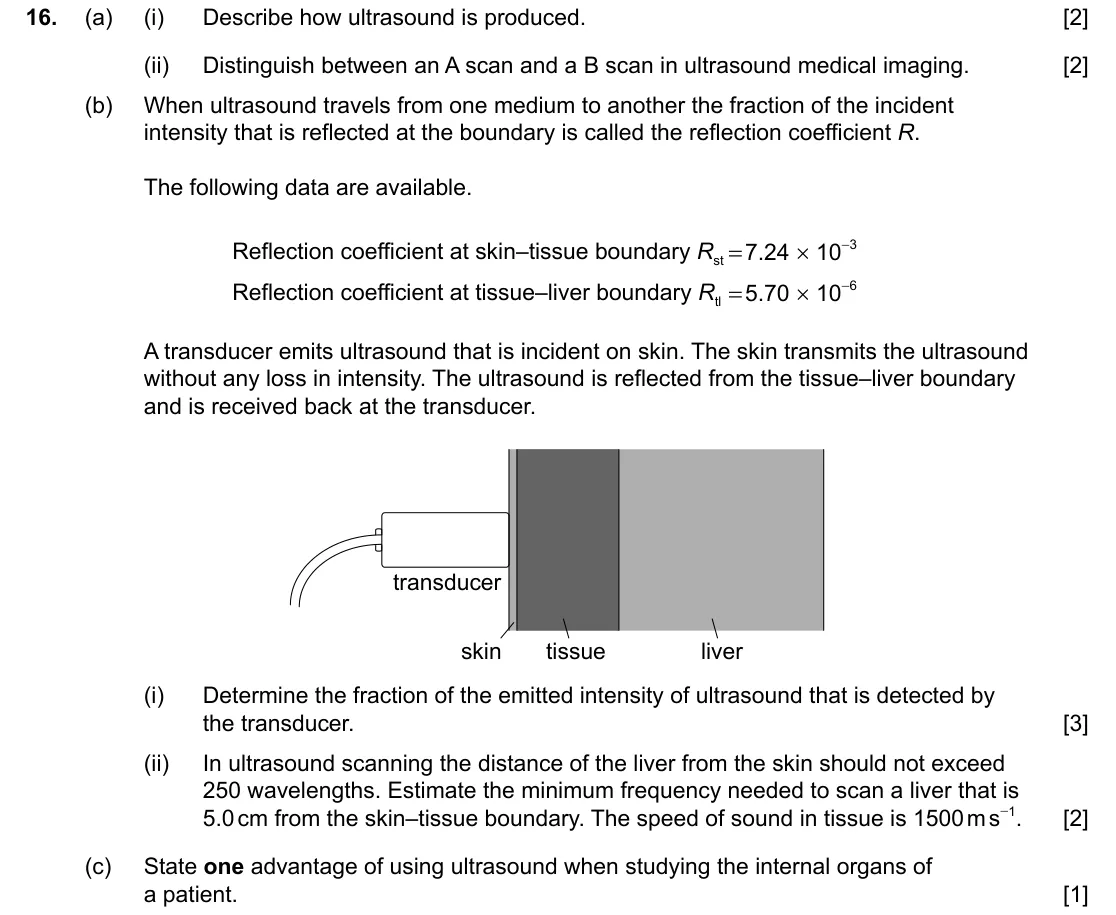 16. (a) (i) Describe how ultrasound is produced. [2]
(ii) Distinguish between an A scan and a B scan in ultrasound medical imaging. [2]
(b) When ultrasound travels from one medium to another the fraction of the incident
intensity that is reflected at the boundary is called the reflection coefficient R.
The following data are available.
Reflection coefficient at skin–tissue boundary Rst = 7.24 × 10⁻³
Reflection coefficient at tissue–liver boundary Rtl = 5.70 × 10⁻⁶
A transducer emits ultrasound that is incident on skin. The skin transmits the ultrasound
without any loss in intensity. The ultrasound is reflected from the tissue–liver boundary
and is received back at the transducer.
transducer
skin tissue liver
(i) Determine the fraction of the emitted intensity of ultrasound that is detected by
the transducer. [3]
(ii) In ultrasound scanning the distance of the liver from the skin should not exceed
250 wavelengths. Estimate the minimum frequency needed to scan a liver that is
5.0 cm from the skin–tissue boundary. The speed of sound in tissue is 1500 m s⁻¹. [2]
(c) State one advantage of using ultrasound when studying the internal organs of
a patient. [1]